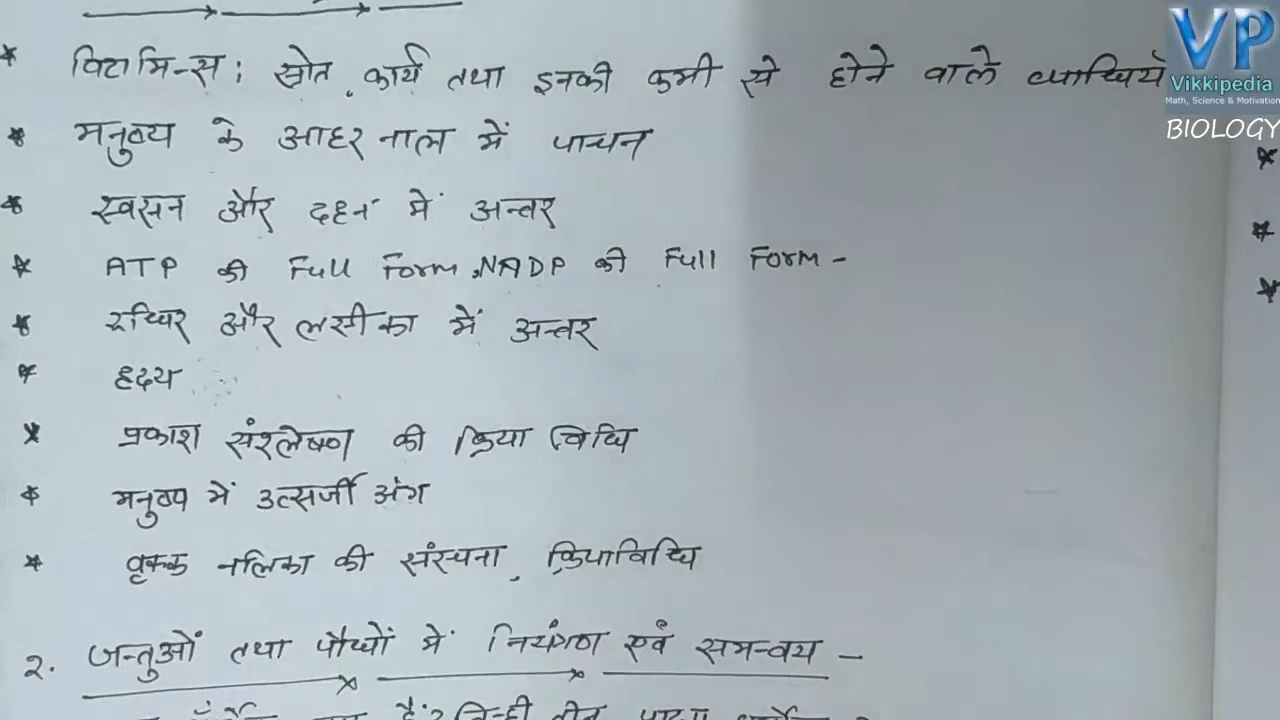 * विटामिन्स : स्रोत, कार्य तथा इनकी कमी से होने वाले व्याधियाँ
* मनुष्य के आहर नाल में पाचन
* स्वसन और दहन में अन्तर
* ATP की Full Form, NADP की Full Form -
* रुधिर और लसीका में अन्तर
* हृदय
* प्रकाश संश्लेषण की क्रिया विधि
* मनुष्य में उत्सर्जी अंग
* वृक्क नलिका की संरचना, क्रियाविधि
2. जन्तुओं तथा पौधों में नियंत्रण एवं समन्वय -
VP
Vikkipedia
Math, Science & Motivation
BIOLOGY